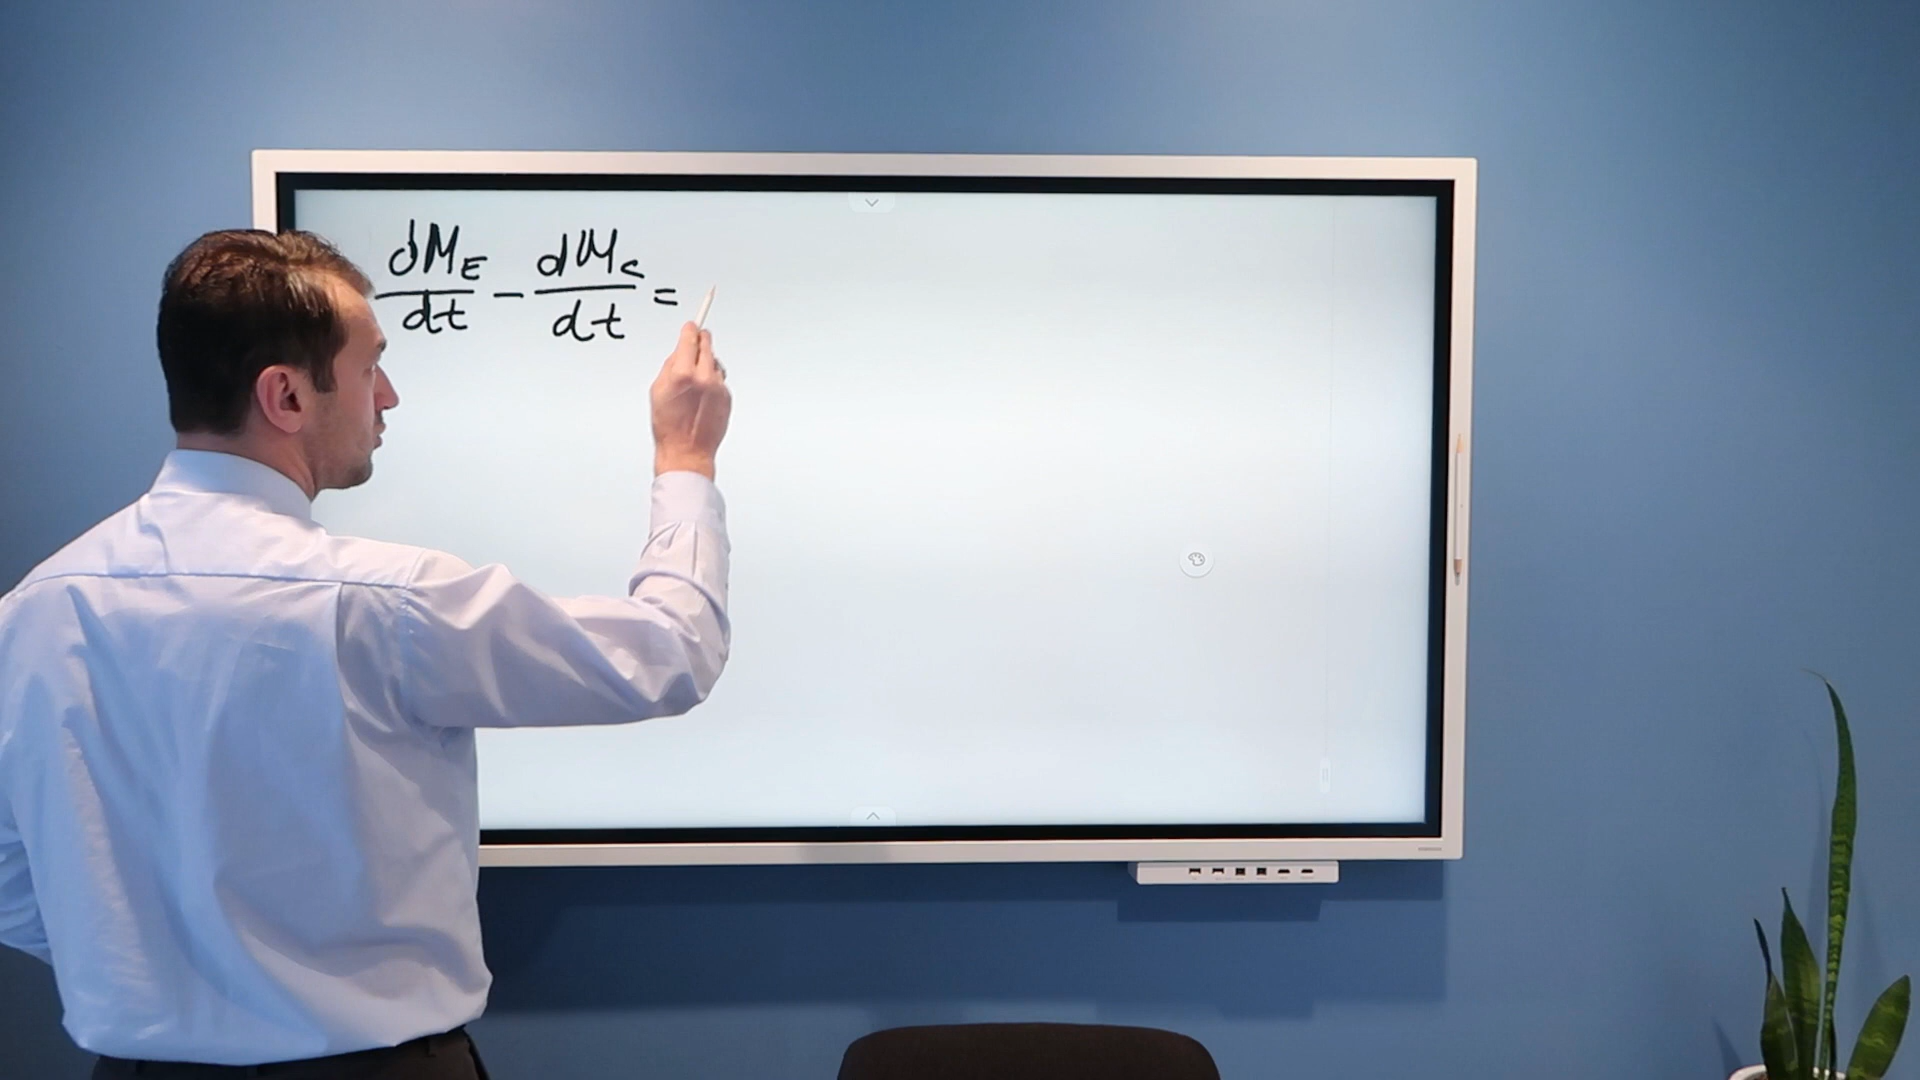 dM_E/dt - dM_C/dt =